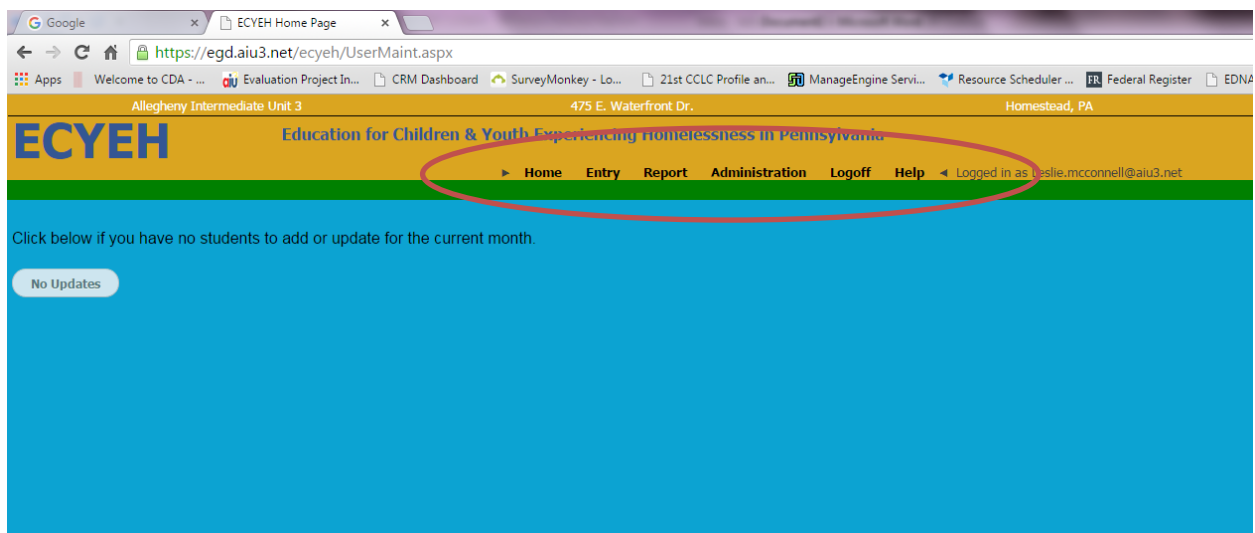 Google
ECYEH Home Page
https://egd.aiu3.net/ecyeh/UserMaint.aspx
Apps Welcome to CDA - ... aiu Evaluation Project In... CRM Dashboard SurveyMonkey - Lo... 21st CCLC Profile an... ManageEngine Servi... Resource Scheduler ... FR Federal Register EDNA
Allegheny Intermediate Unit 3 475 E. Waterfront Dr. Homestead, PA
ECYEH Education for Children & Youth Experiencing Homelessness in Pennsylvania
► Home Entry Report Administration Logoff Help ◄ Logged in as Leslie.mcconnell@aiu3.net
Click below if you have no students to add or update for the current month.
No Updates